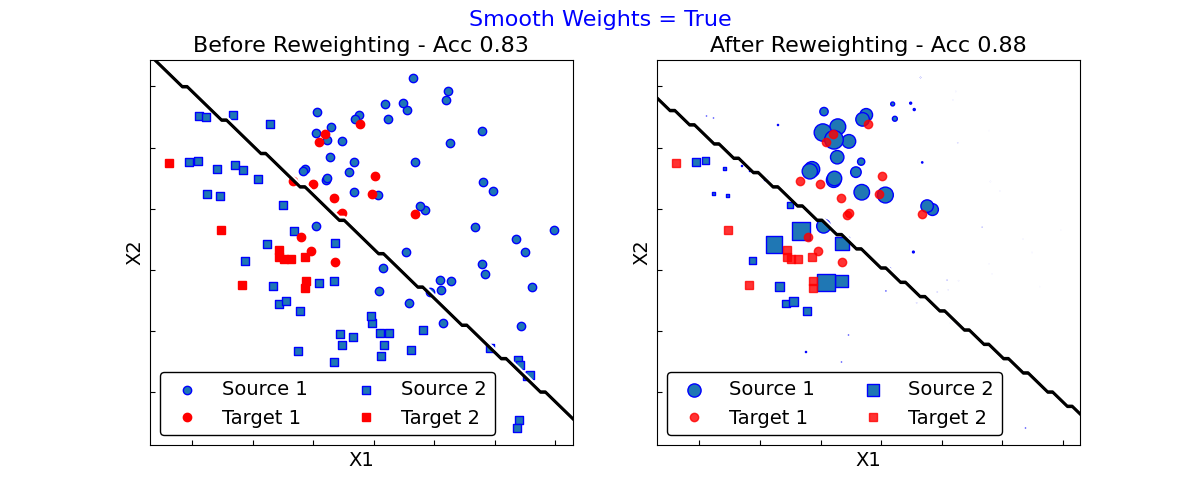 Smooth Weights = True
Before Reweighting - Acc 0.83
X2
Source 1
Source 2
Target 1
Target 2
X1
After Reweighting - Acc 0.88
X2
Source 1
Source 2
Target 1
Target 2
X1